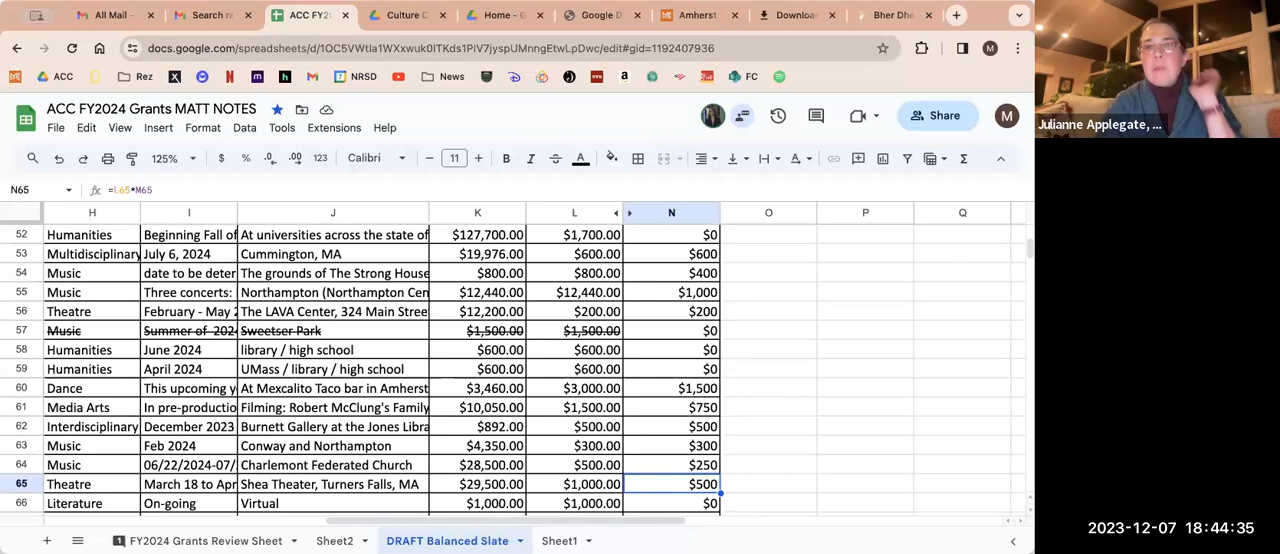 All Mail - Search re ACC FY2 Culture C Home - G Google D Amherst Downloa Bher Dhe
docs.google.com/spreadsheets/d/1OC5VWtIa1WXxwuk0ITKds1PIV7jyspUMnngEtwLpDwc/edit#gid=1192407936
ACC Rez NRSD News FC
ACC FY2024 Grants MATT NOTES
File Edit View Insert Format Data Tools Extensions Help
Share M
125% $ % .0 .00 123 Calibri 11 B I A
N65 fx =L65*M65
H I J K L N O P Q
52 Humanities Beginning Fall of At universities across the state of $127,700.00 $1,700.00 $0
53 Multidisciplinary July 6, 2024 Cummington, MA $19,976.00 $600.00 $600
54 Music date to be deter The grounds of The Strong House $800.00 $800.00 $400
55 Music Three concerts: Northampton (Northampton Cen $12,440.00 $12,440.00 $1,000
56 Theatre February - May 2 The LAVA Center, 324 Main Stree $12,200.00 $200.00 $200
57 Music Summer of 202 Sweetser Park $1,500.00 $1,500.00 $0
58 Humanities June 2024 library / high school $600.00 $600.00 $0
59 Humanities April 2024 UMass / library / high school $600.00 $600.00 $0
60 Dance This upcoming y At Mexcalito Taco bar in Amherst $3,460.00 $3,000.00 $1,500
61 Media Arts In pre-productio Filming: Robert McClung's Family $10,050.00 $1,500.00 $750
62 Interdisciplinary December 2023 Burnett Gallery at the Jones Libra $892.00 $500.00 $500
63 Music Feb 2024 Conway and Northampton $4,350.00 $300.00 $300
64 Music 06/22/2024-07/ Charlemont Federated Church $28,500.00 $500.00 $250
65 Theatre March 18 to Apr Shea Theater, Turners Falls, MA $29,500.00 $1,000.00 $500
66 Literature On-going Virtual $1,000.00 $1,000.00 $0
1 FY2024 Grants Review Sheet Sheet2 DRAFT Balanced Slate Sheet1
Julianne Applegate, ...
2023-12-07 18:44:35